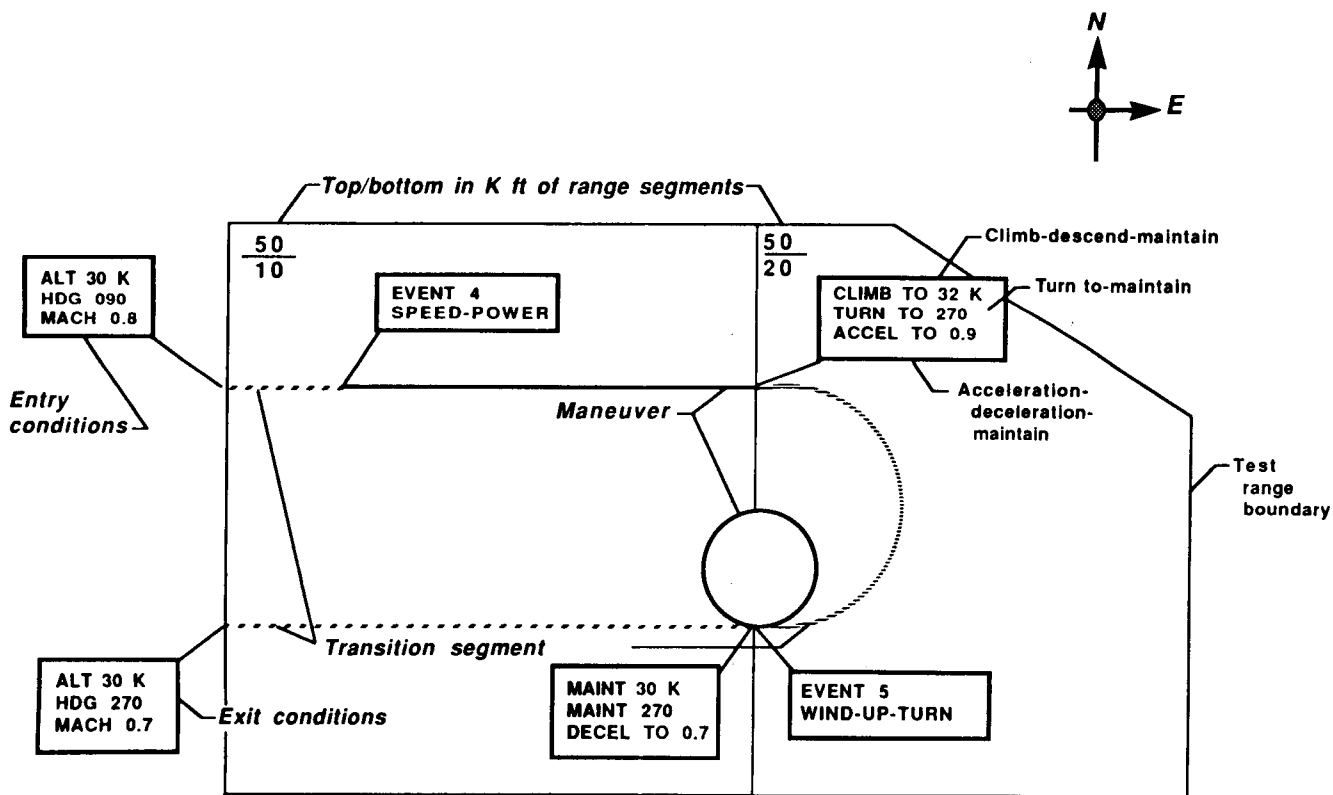 N
E
Top/bottom in K ft of range segments
50
10
50
20
Climb-descend-maintain
ALT 30 K
HDG 090
MACH 0.8
EVENT 4
SPEED-POWER
CLIMB TO 32 K
TURN TO 270
ACCEL TO 0.9
Turn to-maintain
Entry
conditions
Maneuver
Acceleration-
deceleration-
maintain
Test
range
boundary
Transition segment
ALT 30 K
HDG 270
MACH 0.7
Exit conditions
MAINT 30 K
MAINT 270
DECEL TO 0.7
EVENT 5
WIND-UP-TURN